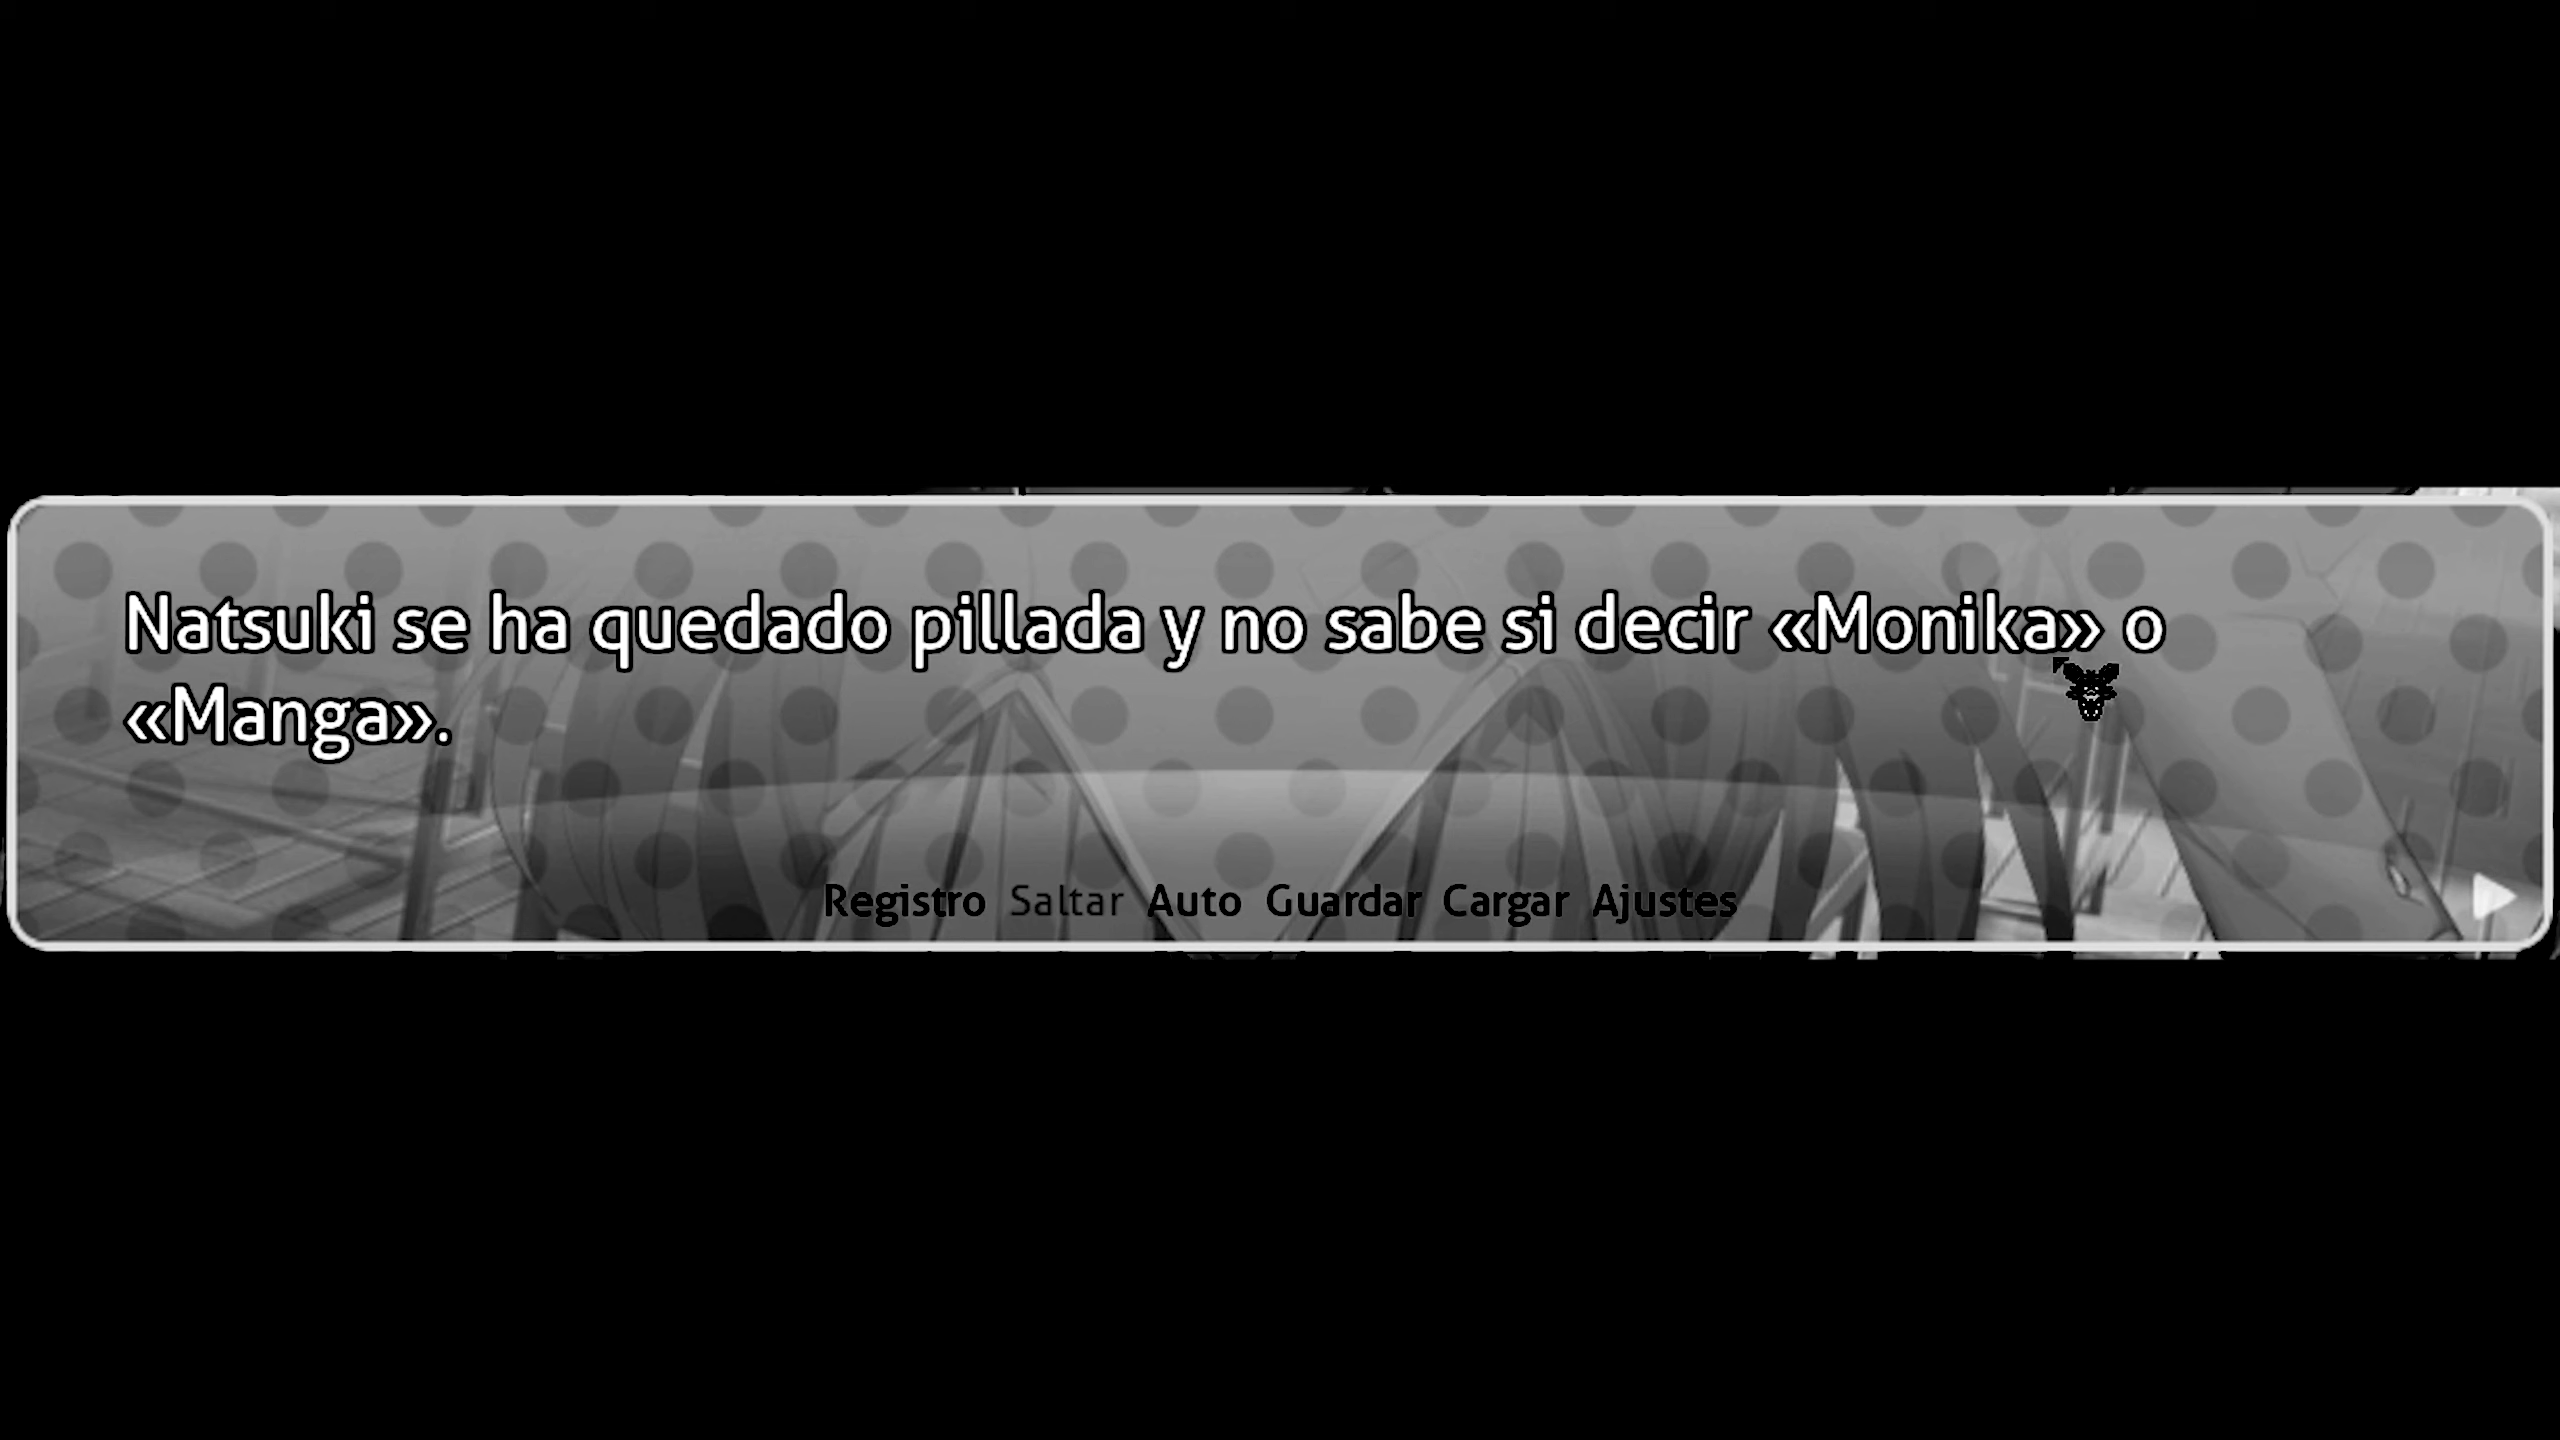 Natsuki se ha quedado pillada y no sabe si decir «Monika» o
«Manga».
Registro Saltar Auto Guardar Cargar Ajustes